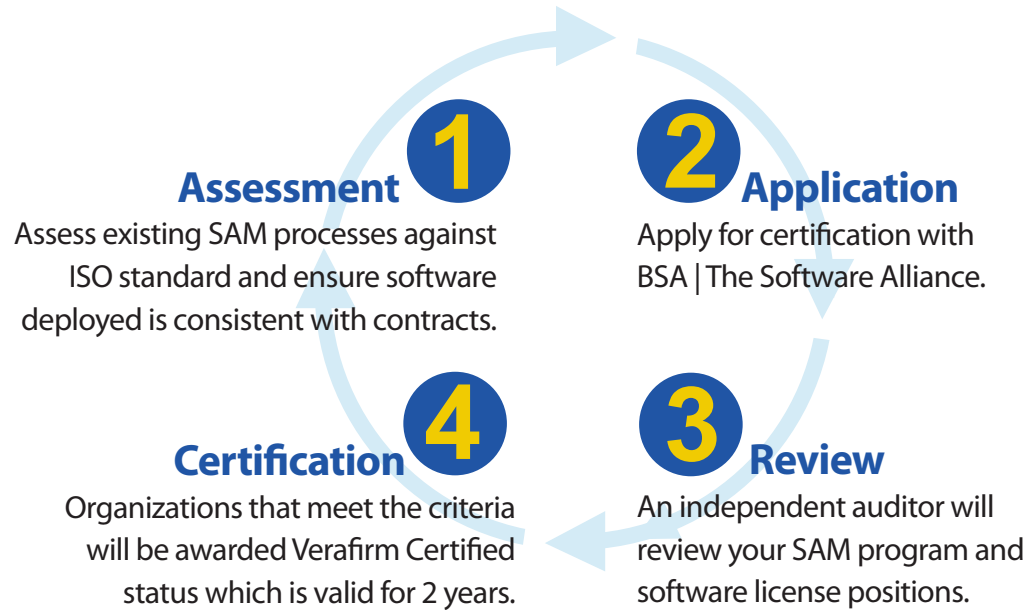 1
Assessment
Assess existing SAM processes against
ISO standard and ensure software
deployed is consistent with contracts.
2
Application
Apply for certification with
BSA | The Software Alliance.
3
Review
An independent auditor will
review your SAM program and
software license positions.
4
Certification
Organizations that meet the criteria
will be awarded Verafirm Certified
status which is valid for 2 years.